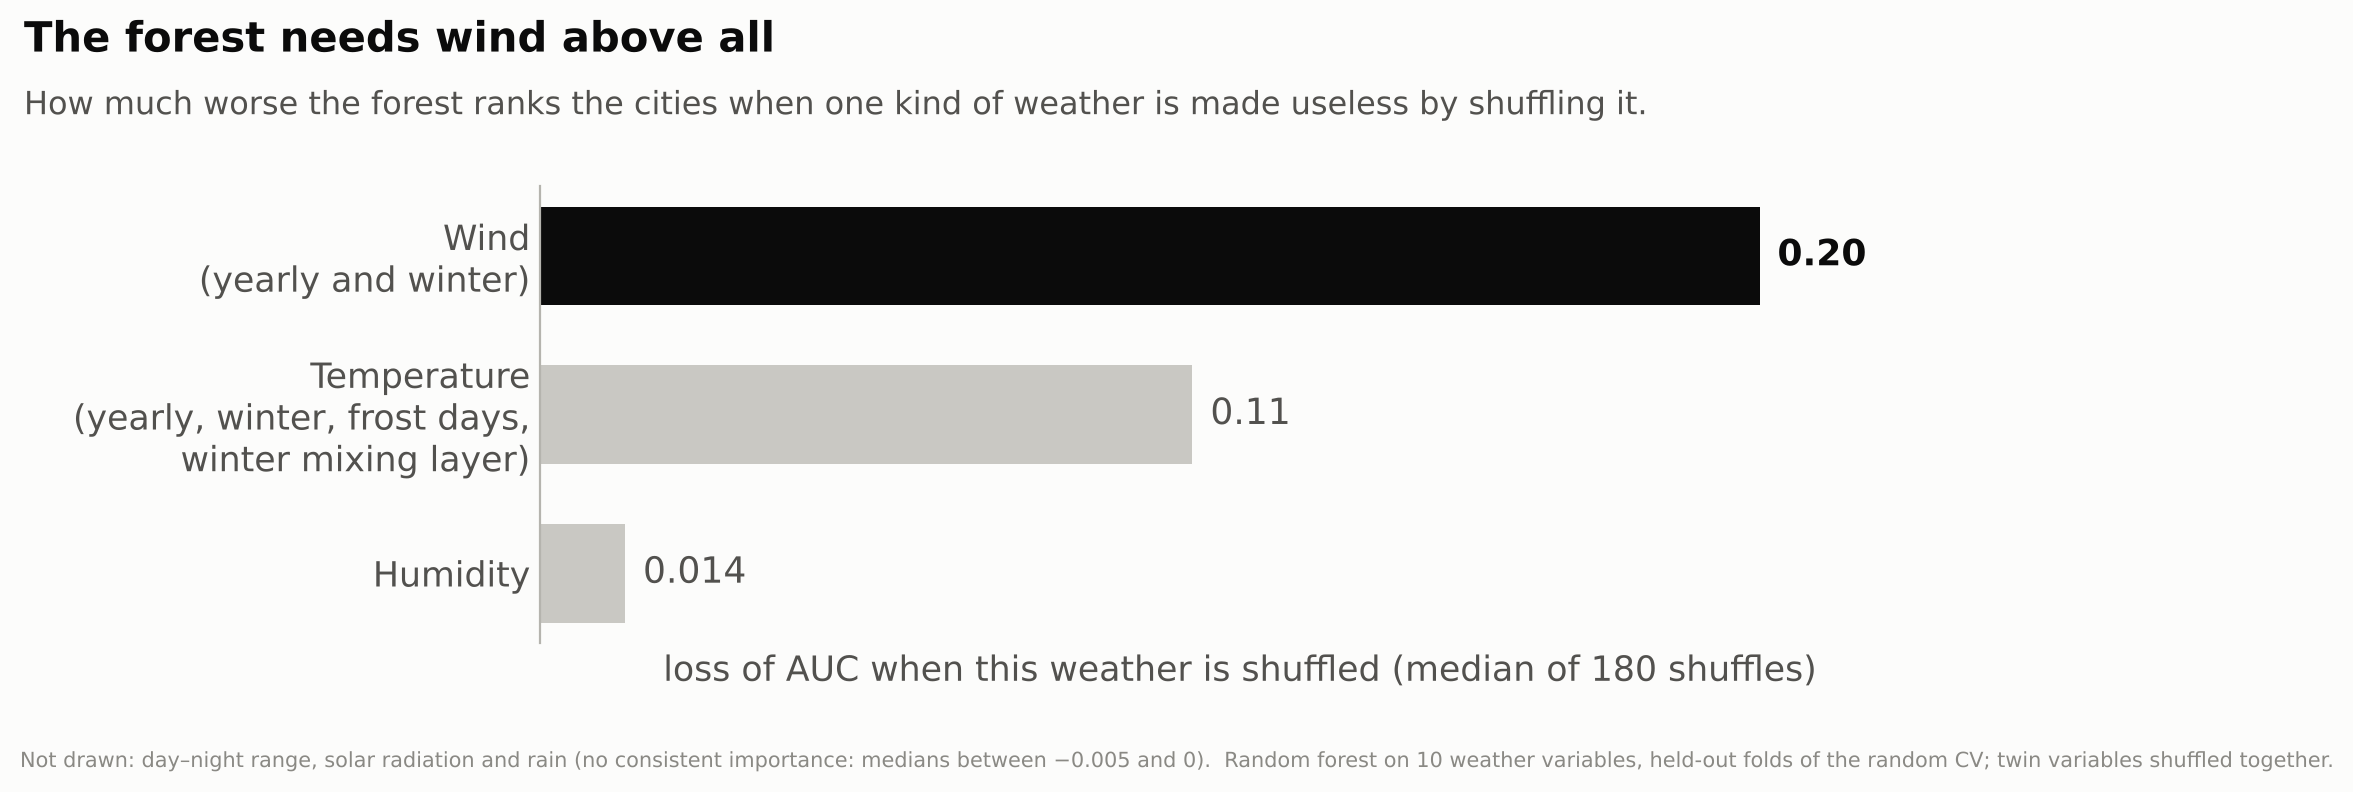 The forest needs wind above all
How much worse the forest ranks the cities when one kind of weather is made useless by shuffling it.
Wind
(yearly and winter)
0.20
Temperature
(yearly, winter, frost days,
winter mixing layer)
0.11
Humidity
0.014
loss of AUC when this weather is shuffled (median of 180 shuffles)
Not drawn: day–night range, solar radiation and rain (no consistent importance: medians between −0.005 and 0).  Random forest on 10 weather variables, held-out folds of the random CV; twin variables shuffled together.